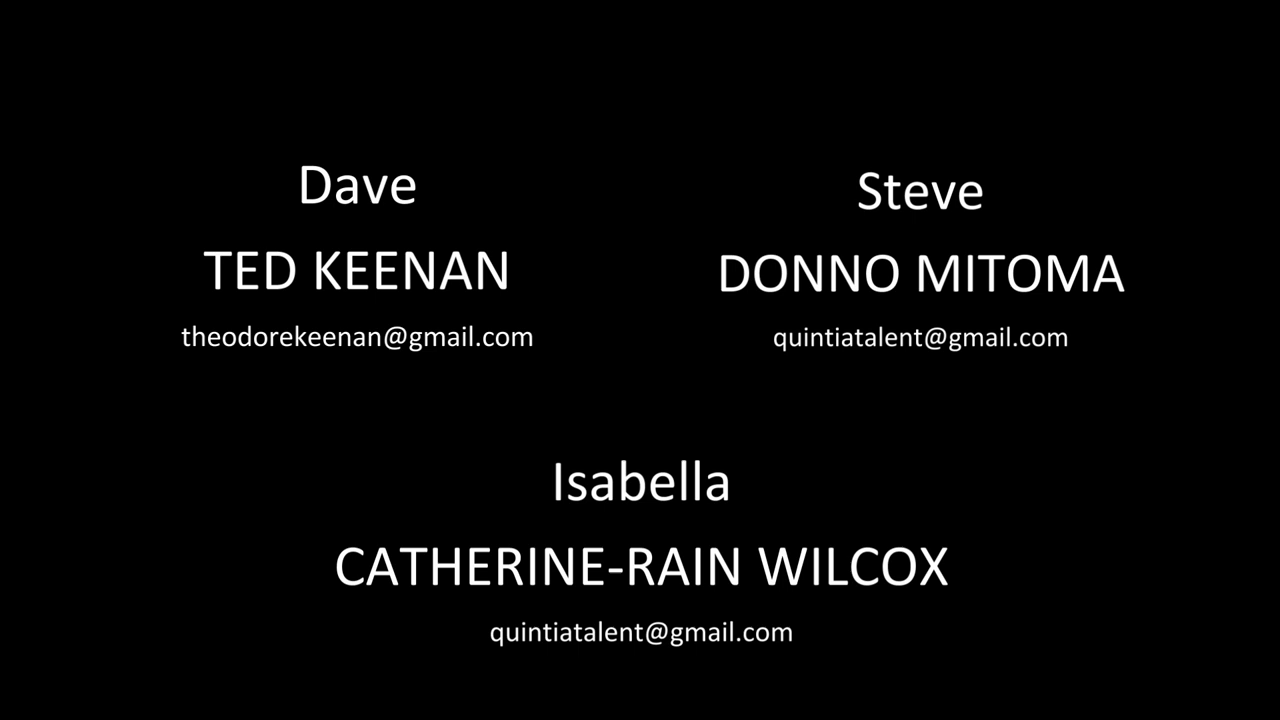 Dave
TED KEENAN
theodorekeenan@gmail.com
Steve
DONNO MITOMA
quintiatalent@gmail.com
Isabella
CATHERINE-RAIN WILCOX
quintiatalent@gmail.com